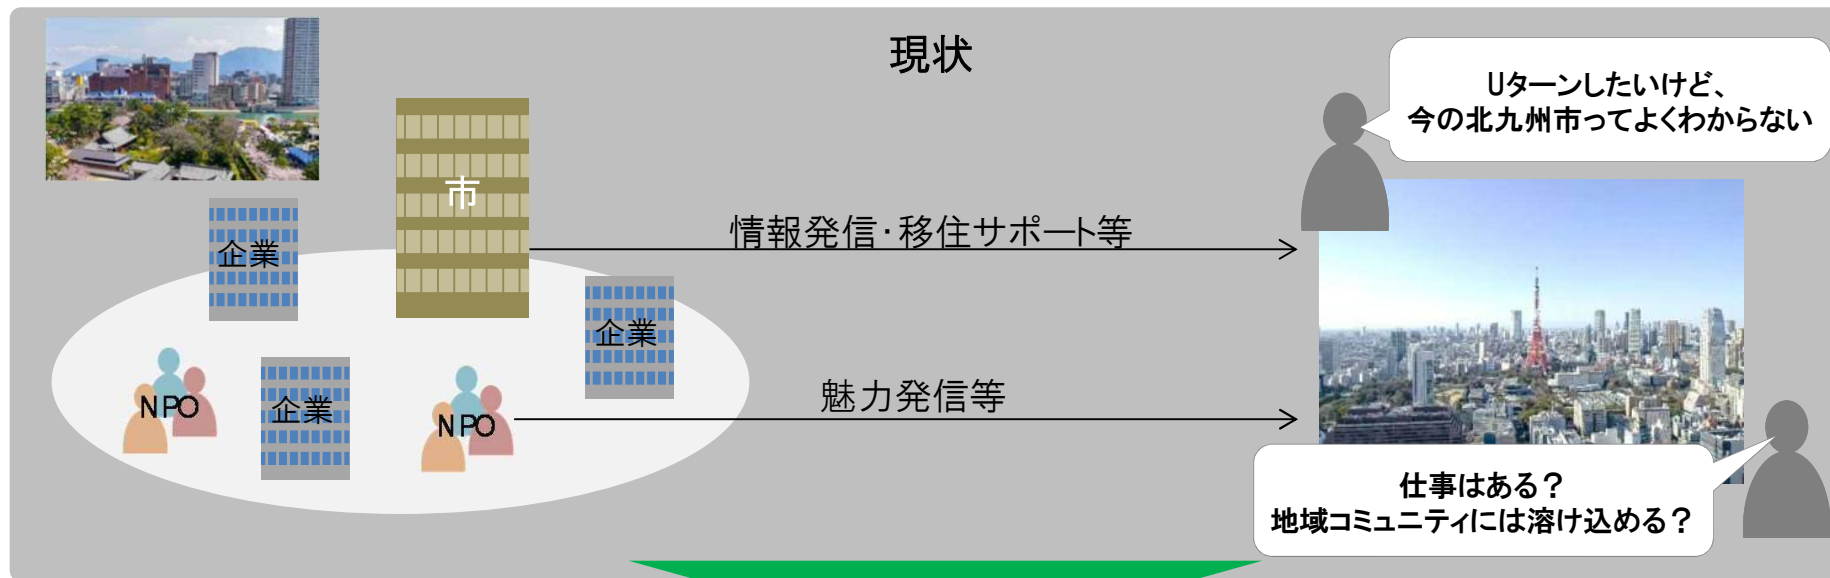 現状
Uターンしたいけど、
今の北九州市ってよくわからない
市
企業
情報発信・移住サポート等
企業
NPO
企業
NPO
魅力発信等
仕事はある？
地域コミュニティには溶け込める？